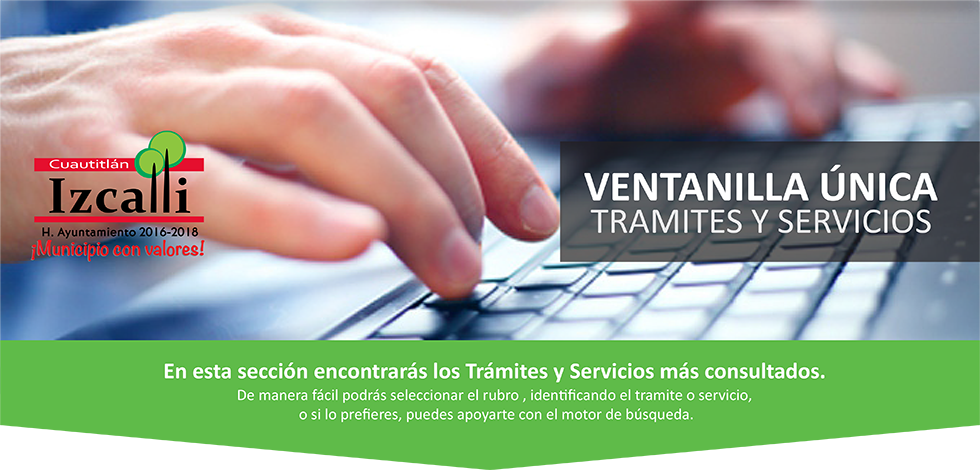 Cuautitlán
Izcalli
H. Ayuntamiento 2016-2018
¡Municipio con valores!
VENTANILLA ÚNICA
TRAMITES Y SERVICIOS
En esta sección encontrarás los Trámites y Servicios más consultados.
De manera fácil podrás seleccionar el rubro , identificando el tramite o servicio,
o si lo prefieres, puedes apoyarte con el motor de búsqueda.